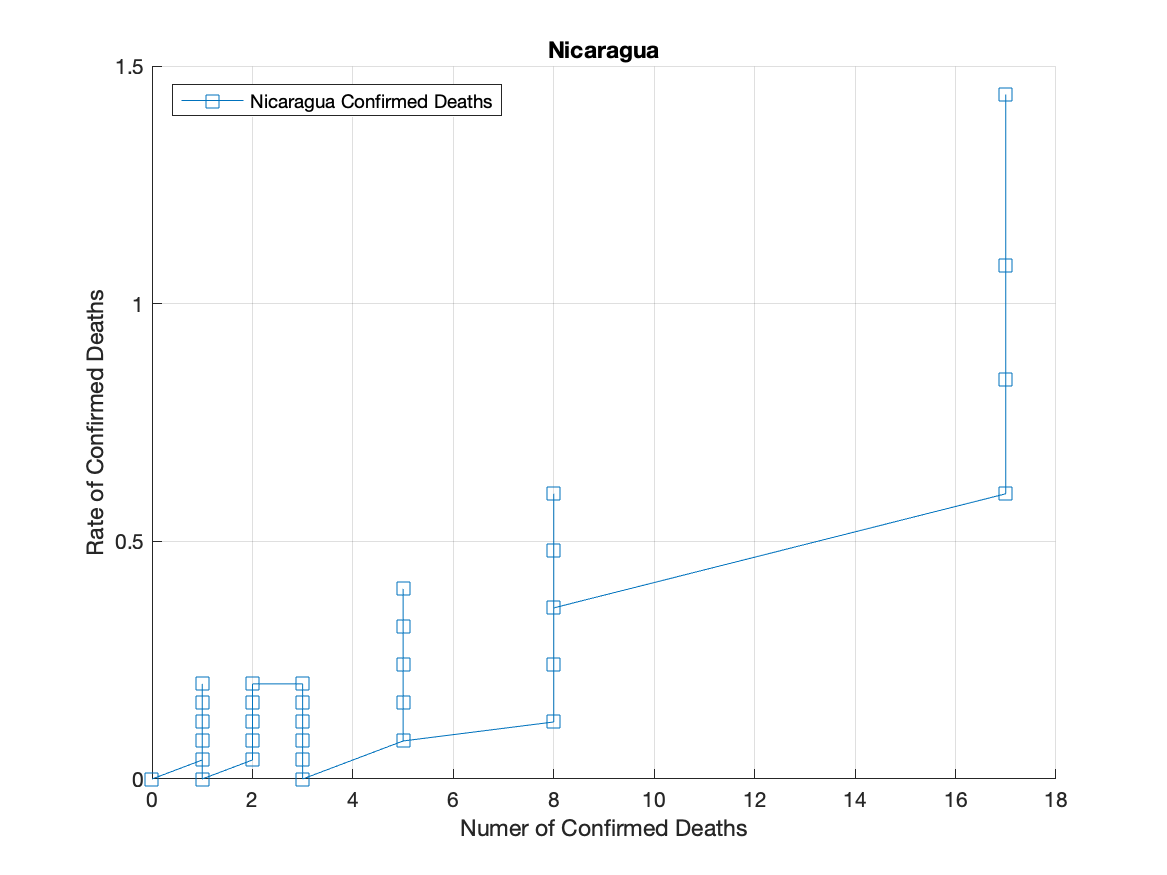 Nicaragua
Nicaragua Confirmed Deaths
Rate of Confirmed Deaths
1.5
1
0.5
0
0 2 4 6 8 10 12 14 16 18
Numer of Confirmed Deaths